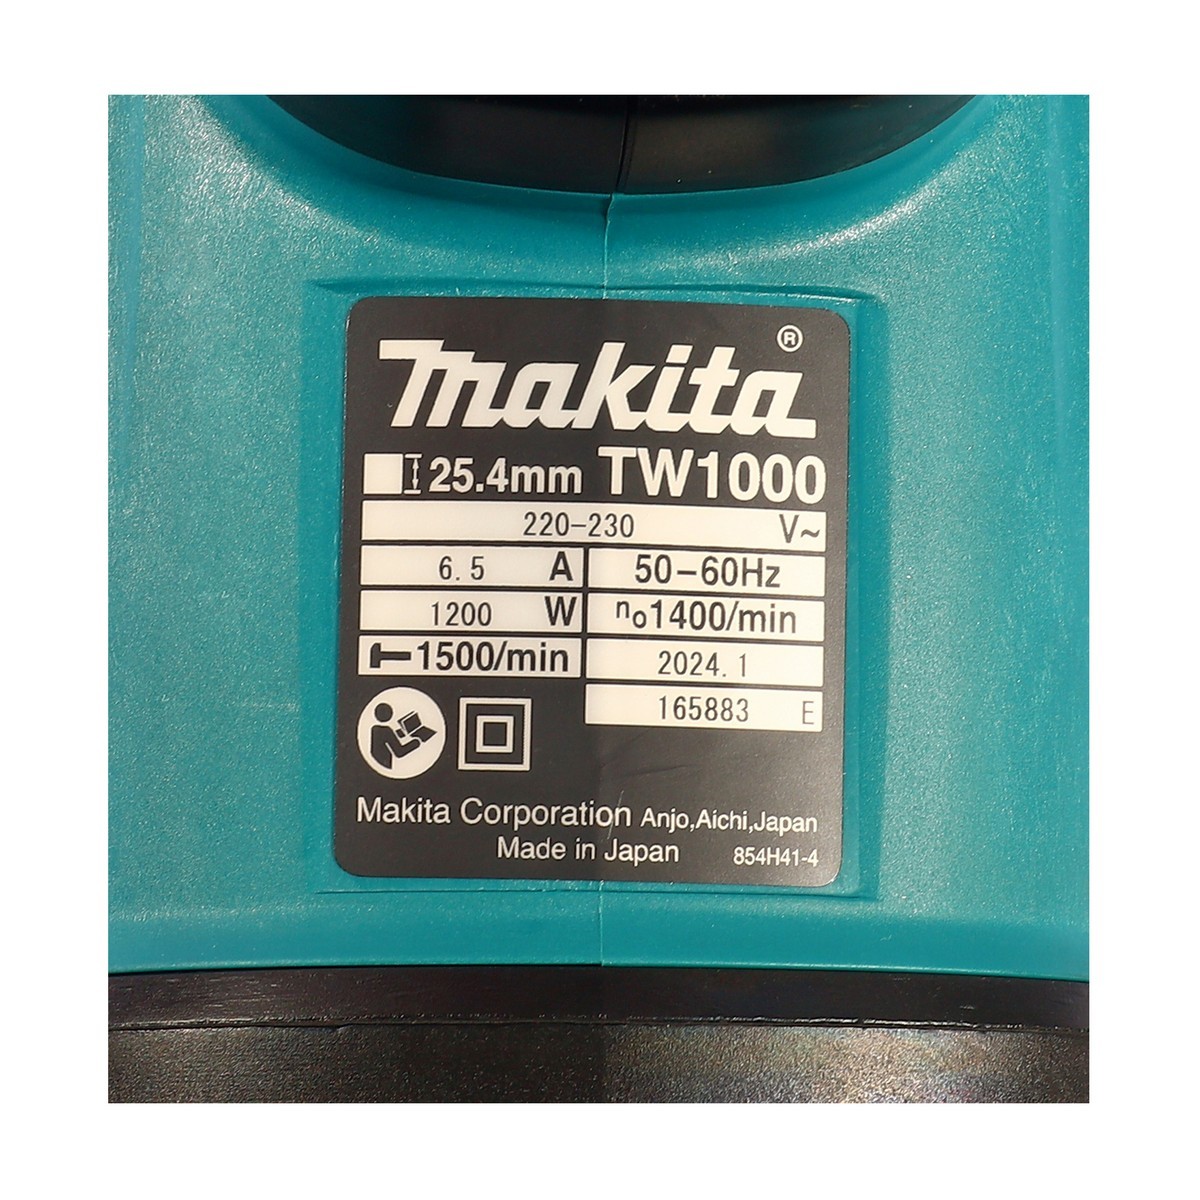 makita®
25.4mm TW1000
220-230 V~
6.5 A 50-60Hz
1200 W n₀1400/min
1500/min 2024.1
165883 E
Makita Corporation Anjo,Aichi,Japan
Made in Japan 854H41-4